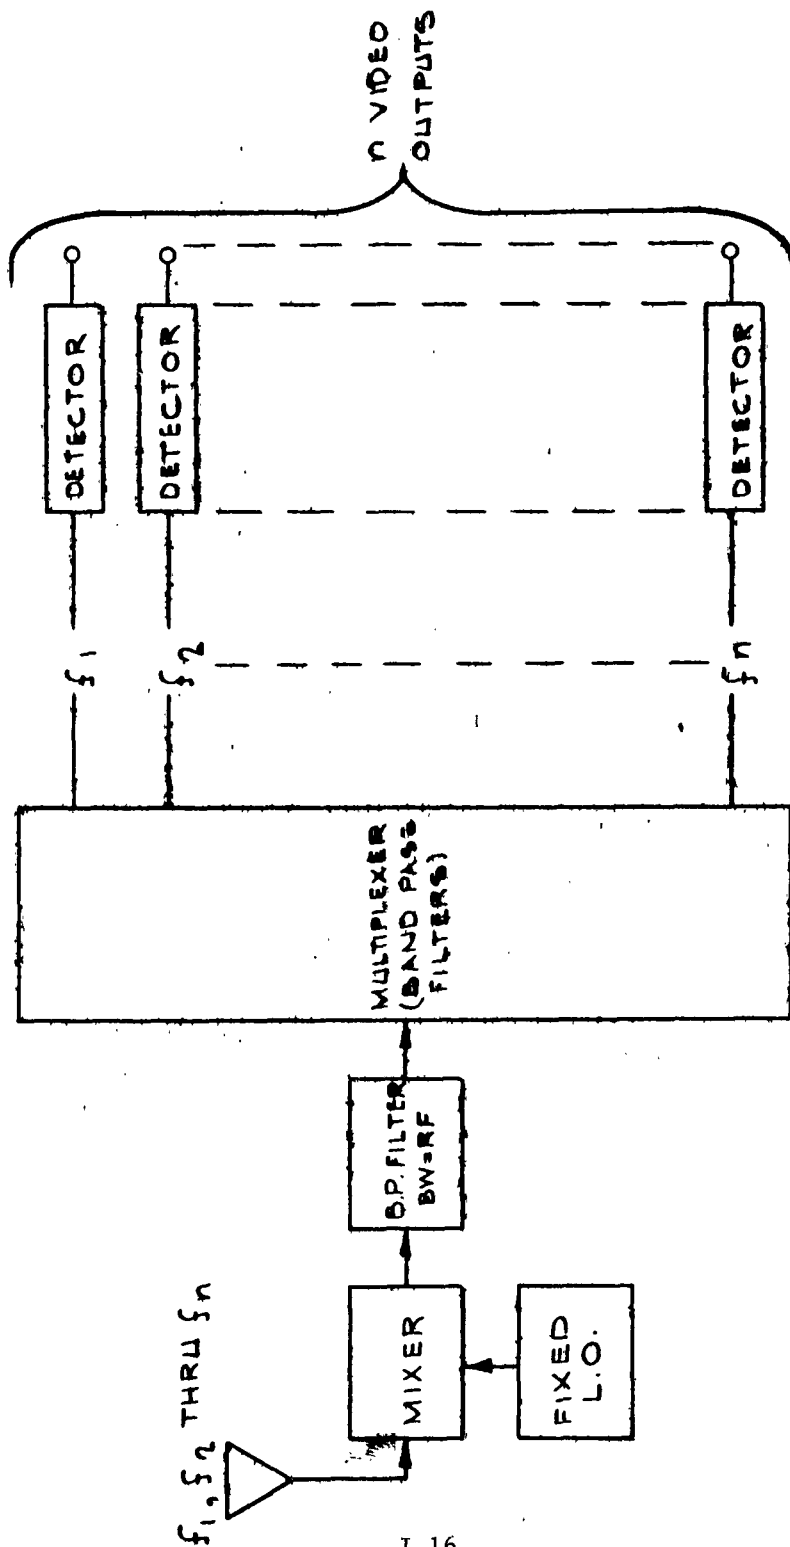 f1, f2 THRU fn
MIXER
FIXED
L.O.
B.P. FILTER
BW=RF
MULTIPLEXER
(BAND PASS
FILTERS)
f1
f2
fn
DETECTOR
DETECTOR
DETECTOR
n VIDEO
OUTPUTS
I-16